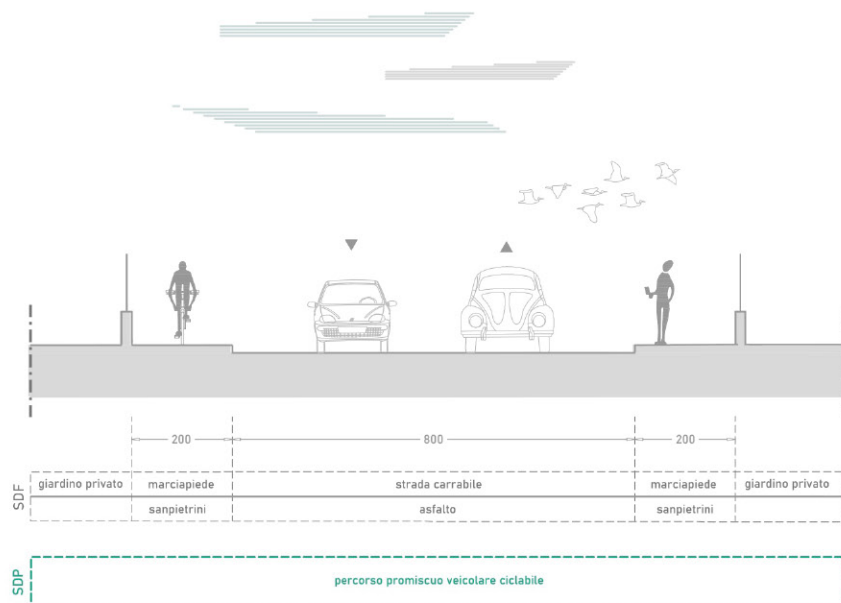 200 800 200
SDF
giardino privato marciapiede strada carrabile marciapiede giardino privato
sanpietrini asfalto sanpietrini
SDP
percorso promiscuo veicolare ciclabile